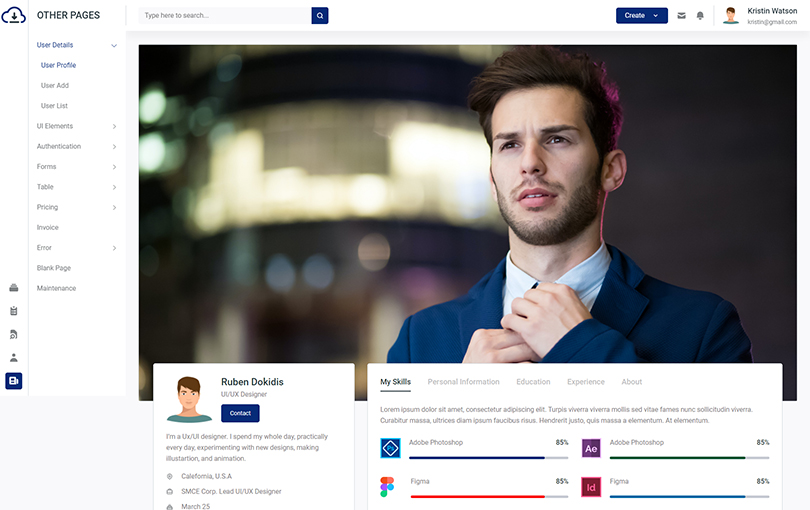 OTHER PAGES
Type here to search...
Create
Kristin Watson
kristin@gmail.com
User Details
User Profile
User Add
User List
UI Elements
Authentication
Forms
Table
Pricing
Invoice
Error
Blank Page
Maintenance
Ruben Dokidis
UI/UX Designer
Contact
I'm a Ux/UI designer. I spend my whole day, practically
every day, experimenting with new designs, making
illustartion, and animation.
Calefornia, U.S.A
SMCE Corp. Lead UI/UX Designer
March 25
My Skills Personal Information Education Experience About
Lorem ipsum dolor sit amet, consectetur adipiscing elit. Turpis viverra viverra mollis sed vitae fames nunc sollicitudin viverra.
Curabitur massa, ultrices diam ipsum faucibus risus. Hendrerit justo, quis massa a elementum. At elementum.
Adobe Photoshop 85%
Ae Adobe Photoshop 85%
Figma 85%
Id Figma 85%